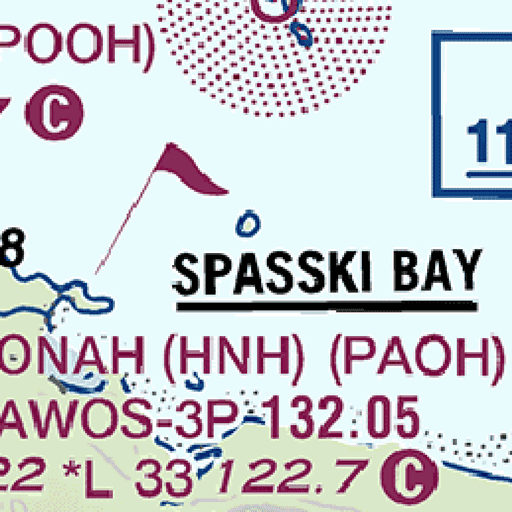 POOH)
C
11
8
SPASSKI BAY
ONAH (HNH) (PAOH)
AWOS-3P 132.05
22 *L 33 122.7 C